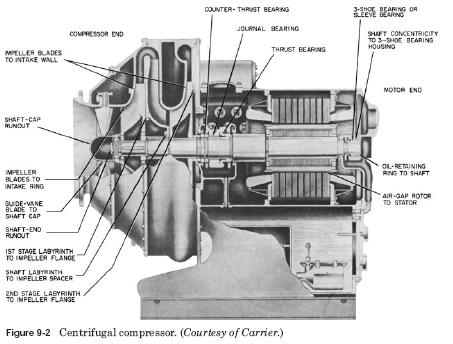 COUNTER-THRUST BEARING
JOURNAL BEARING
THRUST BEARING
3-SHOE BEARING OR
SLEEVE BEARING
SHAFT CONCENTRICITY
TO 3-SHOE BEARING
HOUSING
COMPRESSOR END
IMPELLER BLADES
TO INTAKE WALL
MOTOR END
SHAFT-CAP
RUNOUT
OIL-RETAINING
RING TO SHAFT
IMPELLER
BLADES TO
INTAKE RING
AIR-GAP ROTOR
TO STATOR
GUIDE-VANE
BLADE TO
SHAFT CAP
SHAFT-END
RUNOUT
1ST STAGE LABYRINTH
TO IMPELLER FLANGE
SHAFT LABYRINTH
TO IMPELLER SPACER
2ND STAGE LABYRINTH
TO IMPELLER FLANGE
Figure 9-2 Centrifugal compressor. (Courtesy of Carrier.)